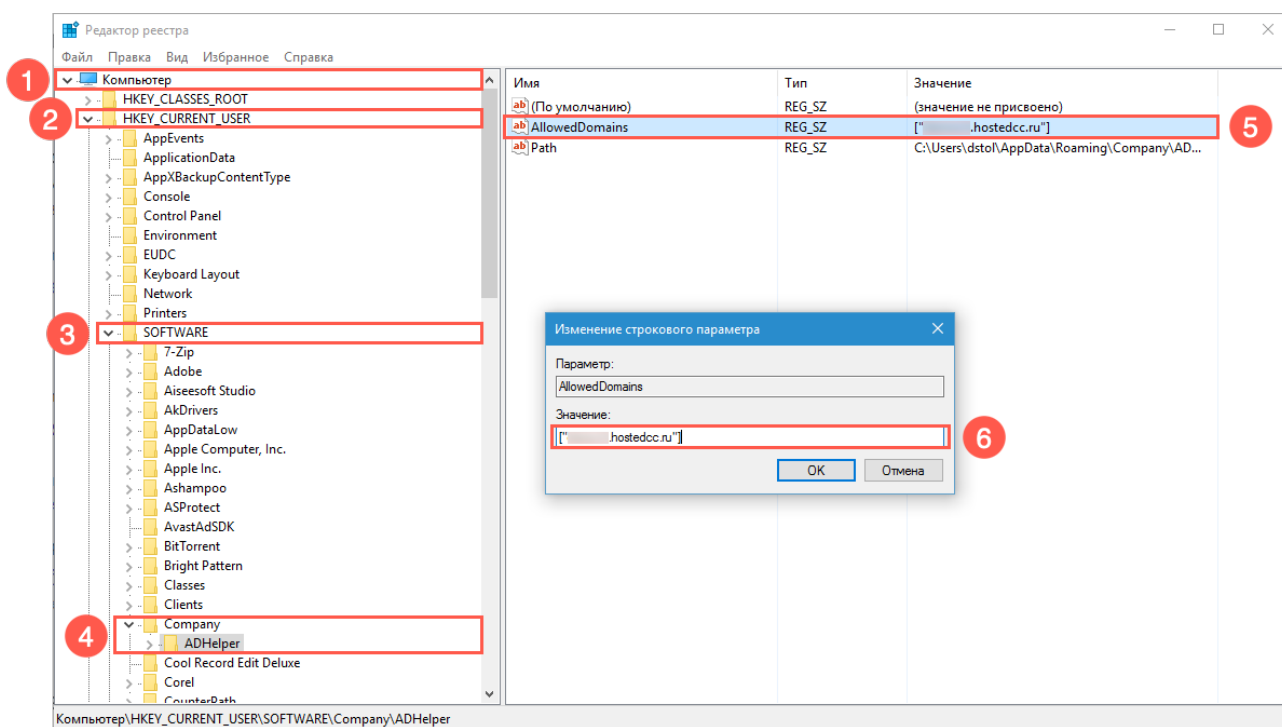 Редактор реестра
Файл Правка Вид Избранное Справка
1
Компьютер
HKEY_CLASSES_ROOT
2
HKEY_CURRENT_USER
AppEvents
ApplicationData
AppXBackupContentType
Console
Control Panel
Environment
EUDC
Keyboard Layout
Network
Printers
3
SOFTWARE
7-Zip
Adobe
Aiseesoft Studio
AkDrivers
AppDataLow
Apple Computer, Inc.
Apple Inc.
Ashampoo
ASProtect
AvastAdSDK
BitTorrent
Bright Pattern
Classes
Clients
4
Company
ADHelper
Cool Record Edit Deluxe
Corel
CounterPath
Имя Тип Значение
ab (По умолчанию) REG_SZ (значение не присвоено)
ab AllowedDomains REG_SZ [" .hostedcc.ru"]
5
ab Path REG_SZ C:\Users\dstol\AppData\Roaming\Company\AD...
Изменение строкового параметра
Параметр:
AllowedDomains
Значение:
[" .hostedcc.ru"]
6
OK Отмена
Компьютер\HKEY_CURRENT_USER\SOFTWARE\Company\ADHelper